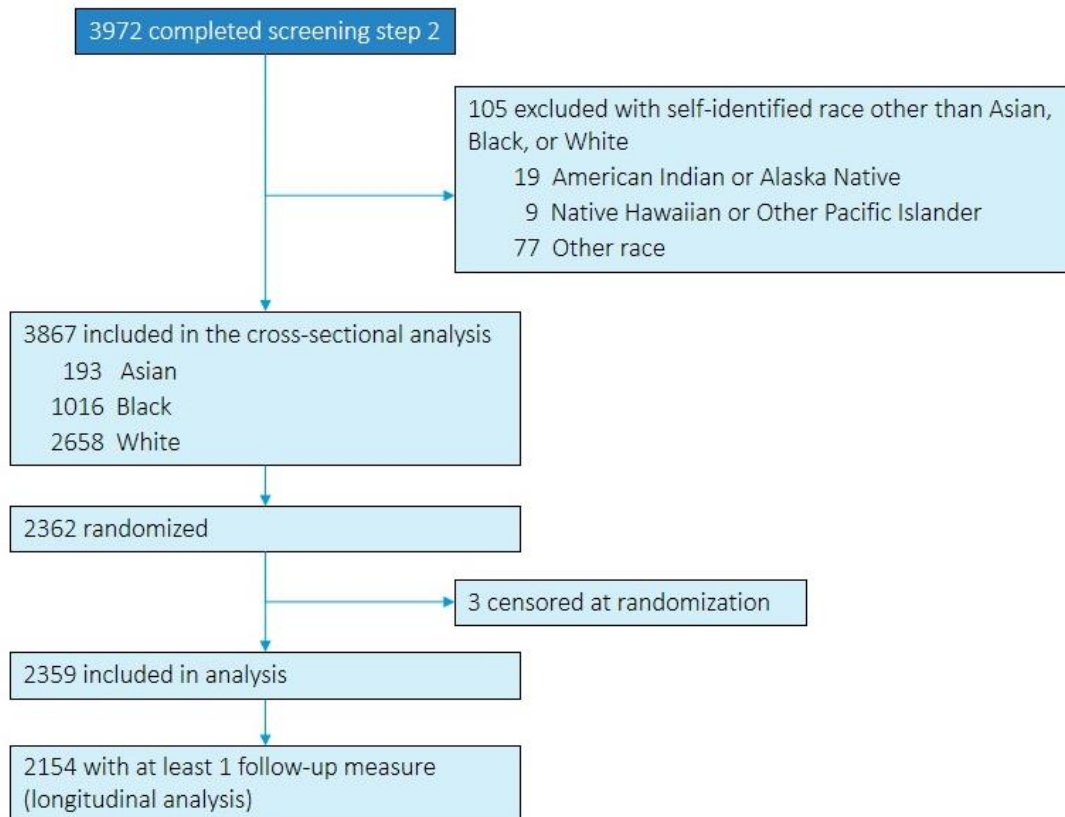 3972 completed screening step 2
105 excluded with self-identified race other than Asian,
Black, or White
19 American Indian or Alaska Native
9 Native Hawaiian or Other Pacific Islander
77 Other race
3867 included in the cross-sectional analysis
193 Asian
1016 Black
2658 White
2362 randomized
3 censored at randomization
2359 included in analysis
2154 with at least 1 follow-up measure
(longitudinal analysis)